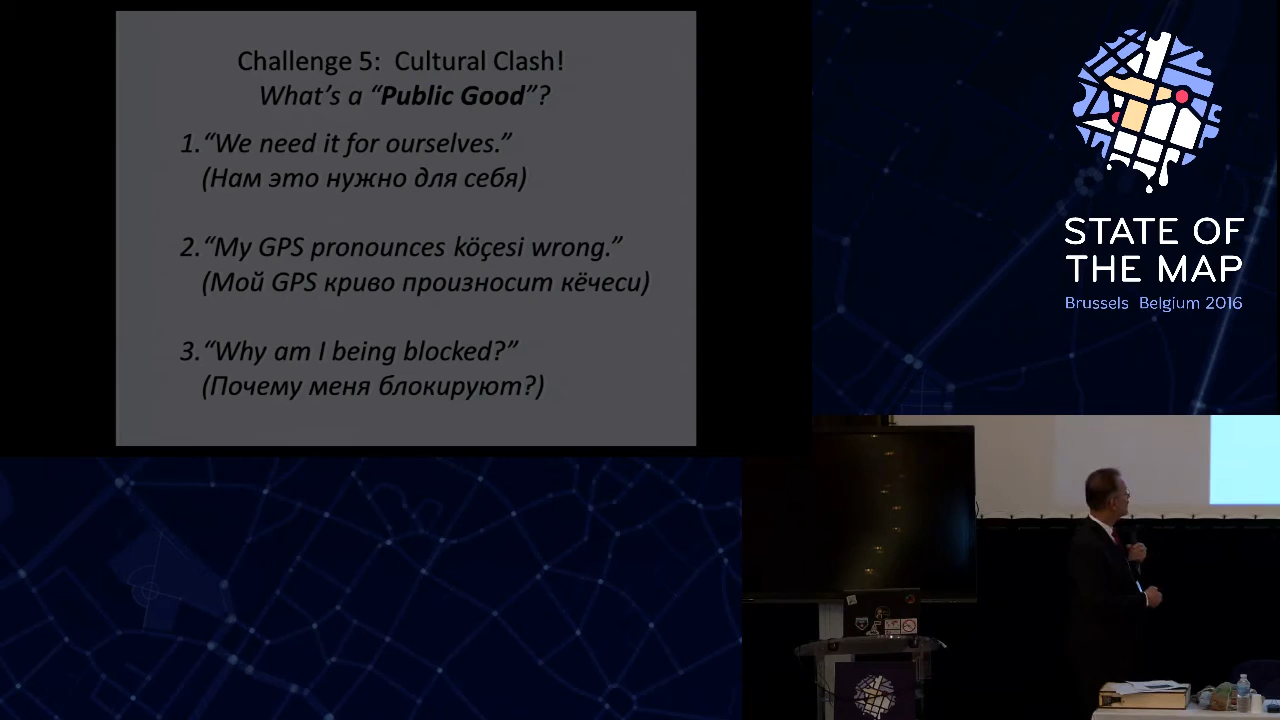 Challenge 5: Cultural Clash!
What's a “Public Good”?
1. “We need it for ourselves.”
(Нам это нужно для себя)
2. “My GPS pronounces köçesi wrong.”
(Мой GPS криво произносит кёчеси)
3. “Why am I being blocked?”
(Почему меня блокируют?)
STATE OF
THE MAP
Brussels Belgium 2016